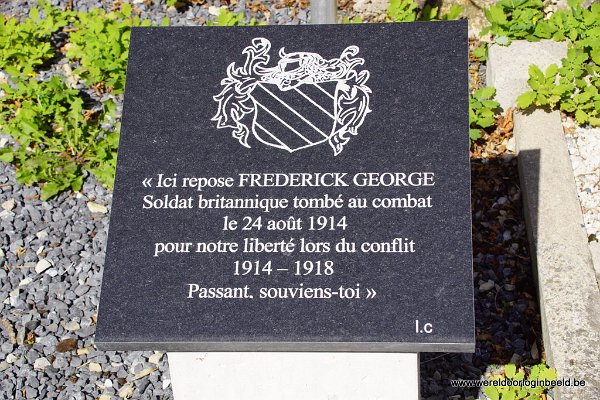 « Ici repose FREDERICK GEORGE
Soldat britannique tombé au combat
le 24 août 1914
pour notre liberté lors du conflit
1914 – 1918
Passant, souviens-toi »
I.c
www.wereldoorloginbeeld.be